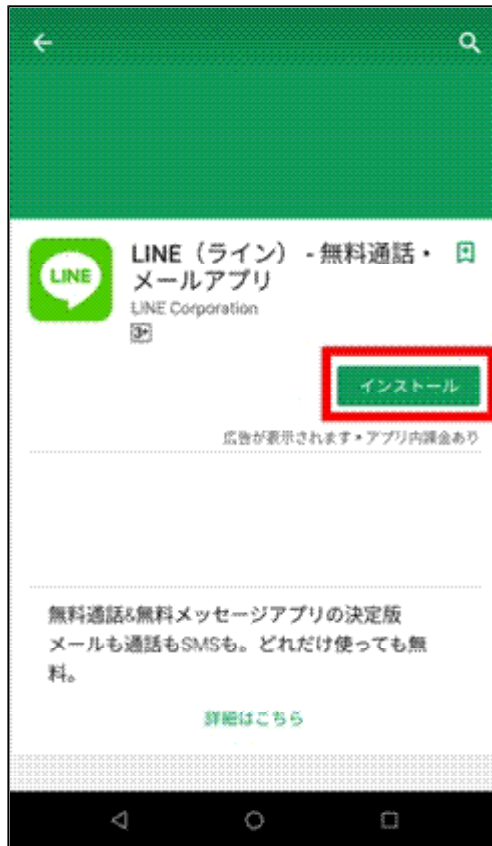 LINE（ライン） - 無料通話・
メールアプリ
LINE
LINE Corporation
3+
インストール
広告が表示されます • アプリ内課金あり
無料通話&無料メッセージアプリの決定版
メールも通話もSMSも。どれだけ使っても無
料。
詳細はこちら